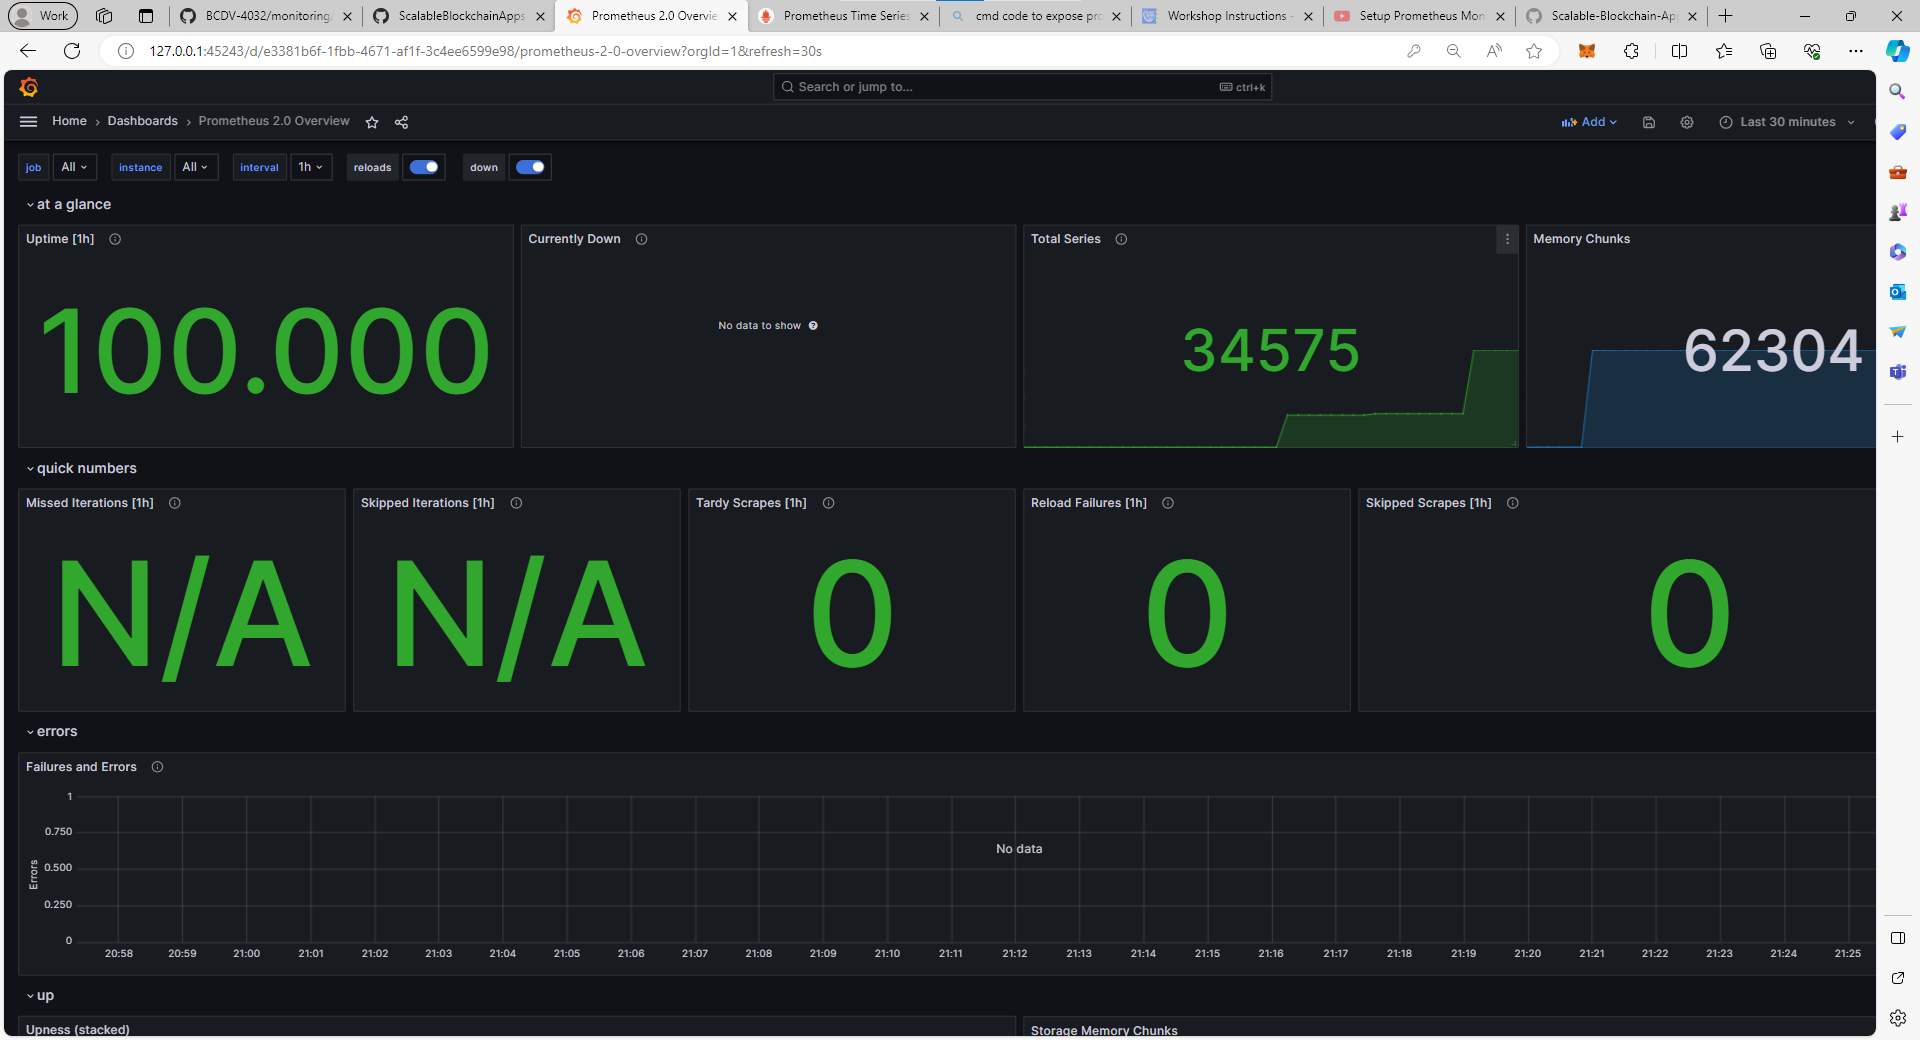 Work
BCDV-4032/monitoring/
ScalableBlockchainApps
Prometheus 2.0 Overvie
Prometheus Time Series
cmd code to expose pro
Workshop Instructions -
Setup Prometheus Moni
Scalable-Blockchain-Ap
127.0.0.1:45243/d/e3381b6f-1fbb-4671-af1f-3c4ee6599e98/prometheus-2-0-overview?orgId=1&refresh=30s
Search or jump to...
ctrl+k
Home > Dashboards > Prometheus 2.0 Overview
Add
Last 30 minutes
job All instance All interval 1h reloads down
at a glance
Uptime [1h]
Currently Down
Total Series
Memory Chunks
100.000
No data to show
34575
62304
quick numbers
Missed Iterations [1h]
Skipped Iterations [1h]
Tardy Scrapes [1h]
Reload Failures [1h]
Skipped Scrapes [1h]
N/A
N/A
0
0
0
errors
Failures and Errors
1
0.750
0.500
0.250
0
Errors
No data
20:58 20:59 21:00 21:01 21:02 21:03 21:04 21:05 21:06 21:07 21:08 21:09 21:10 21:11 21:12 21:13 21:14 21:15 21:16 21:17 21:18 21:19 21:20 21:21 21:22 21:23 21:24 21:25
up
Upness (stacked)
Storage Memory Chunks